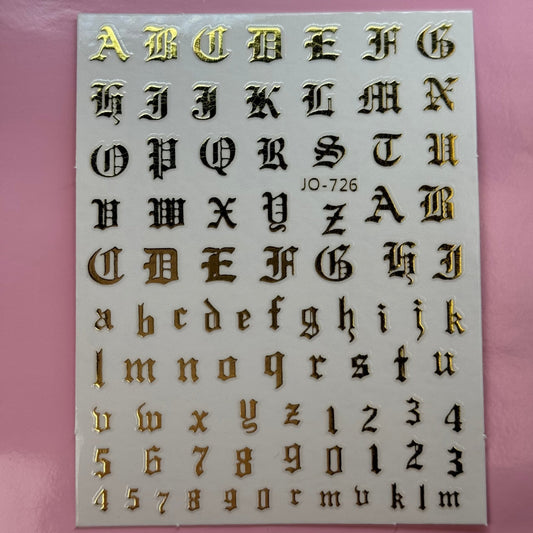 A B C D E F G
H I J K L M N
O P Q R S T U
JO-726
V W X Y Z A B
C D E F G H I
a b c d e f g h i j k
l m n o q r s t u
v w x y z 1 2 3 4
5 6 7 8 9 0 1 2 3
4 5 7 8 9 0 r m v k l m